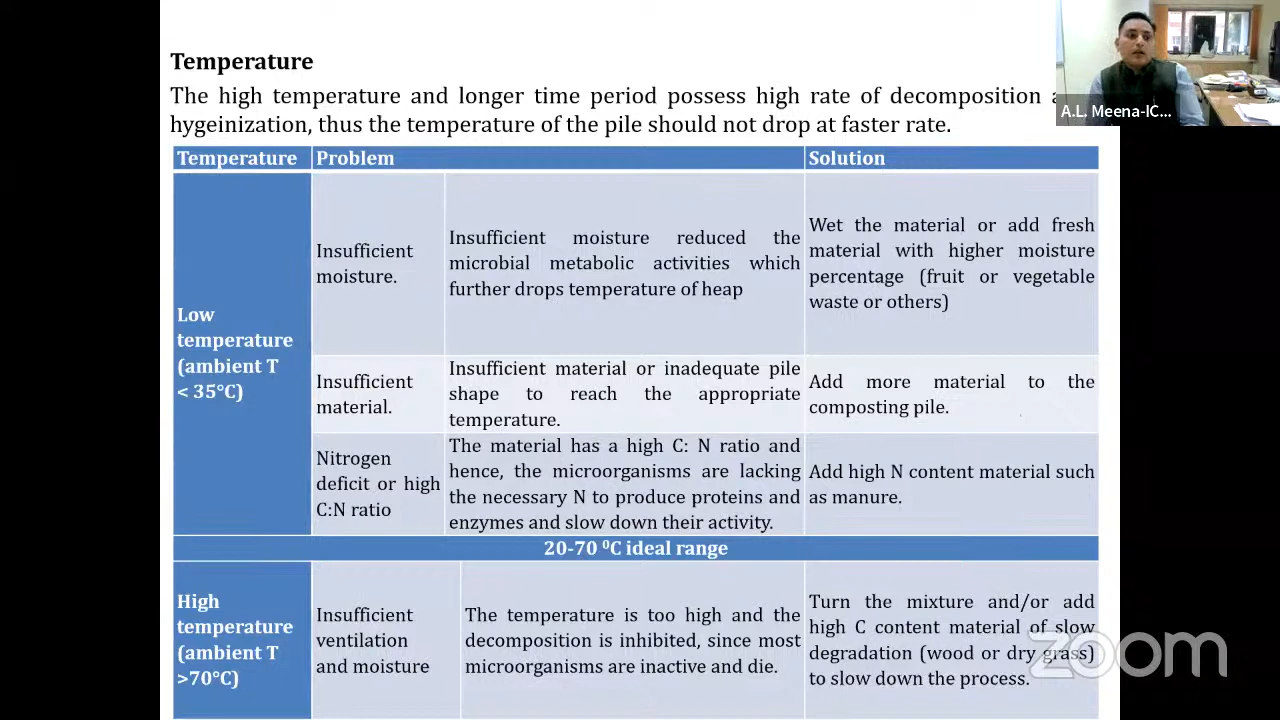 Temperature
The high temperature and longer time period possess high rate of decomposition
hygeinization, thus the temperature of the pile should not drop at faster rate.
A.L. Meena-IC...
Temperature Problem Solution
Low
temperature
(ambient T
< 35°C)
Insufficient
moisture.
Insufficient moisture reduced the
microbial metabolic activities which
further drops temperature of heap
Wet the material or add fresh
material with higher moisture
percentage (fruit or vegetable
waste or others)
Insufficient
material.
Insufficient material or inadequate pile
shape to reach the appropriate
temperature.
Add more material to the
composting pile.
Nitrogen
deficit or high
C:N ratio
The material has a high C: N ratio and
hence, the microorganisms are lacking
the necessary N to produce proteins and
enzymes and slow down their activity.
Add high N content material such
as manure.
20-70 ⁰C ideal range
High
temperature
(ambient T
>70°C)
Insufficient
ventilation
and moisture
The temperature is too high and the
decomposition is inhibited, since most
microorganisms are inactive and die.
Turn the mixture and/or add
high C content material of slow
degradation (wood or dry grass)
to slow down the process.
zoom